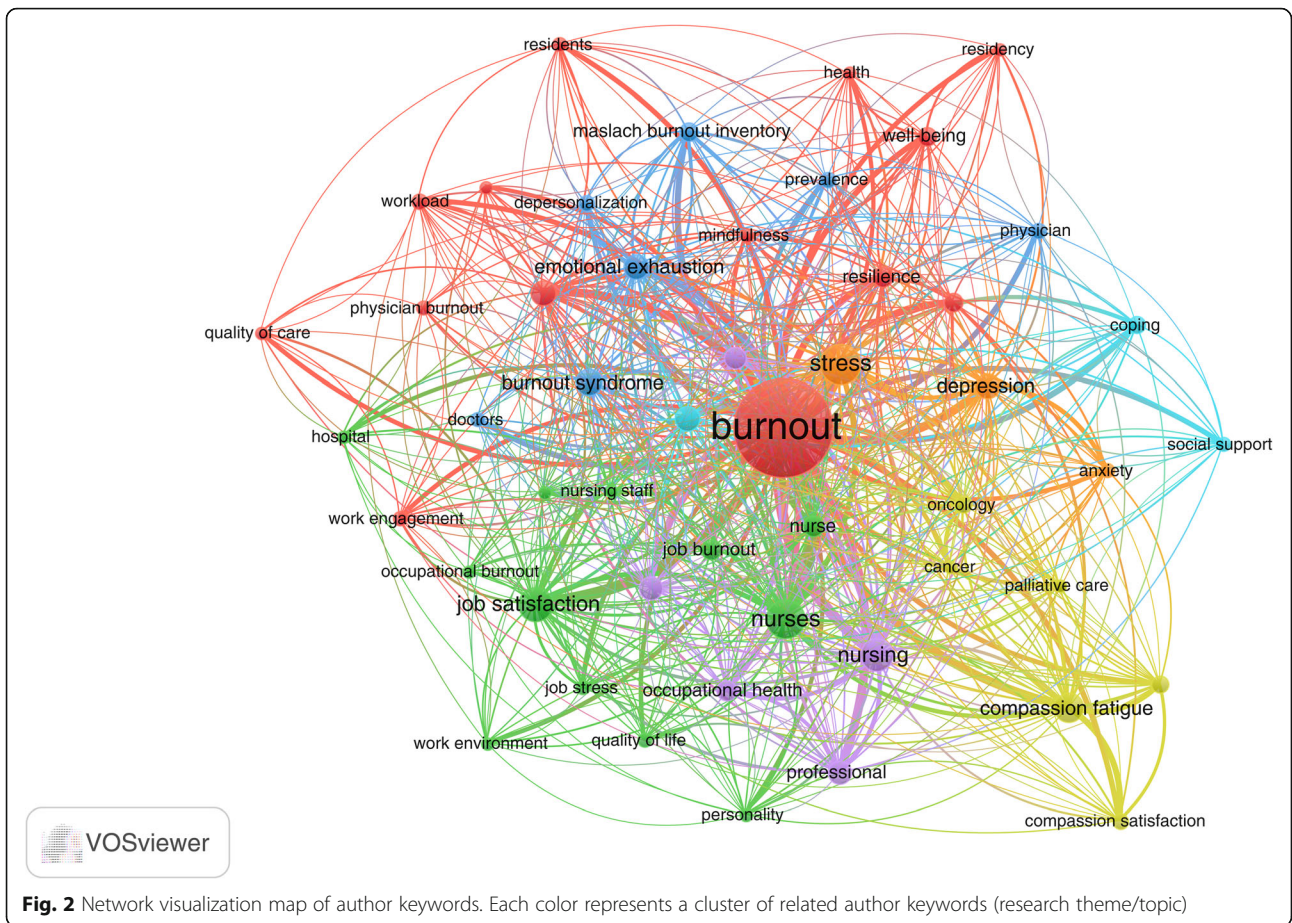 residents
residency
health
maslach burnout inventory
well-being
prevalence
workload
depersonalization
physician
mindfulness
emotional exhaustion
resilience
physician burnout
coping
quality of care
stress
burnout syndrome
depression
burnout
doctors
hospital
social support
anxiety
nursing staff
oncology
work engagement
nurse
job burnout
occupational burnout
cancer
palliative care
job satisfaction
nurses
nursing
job stress
occupational health
compassion fatigue
work environment
quality of life
professional
personality
compassion satisfaction
VOSviewer
Fig. 2 Network visualization map of author keywords. Each color represents a cluster of related author keywords (research theme/topic)